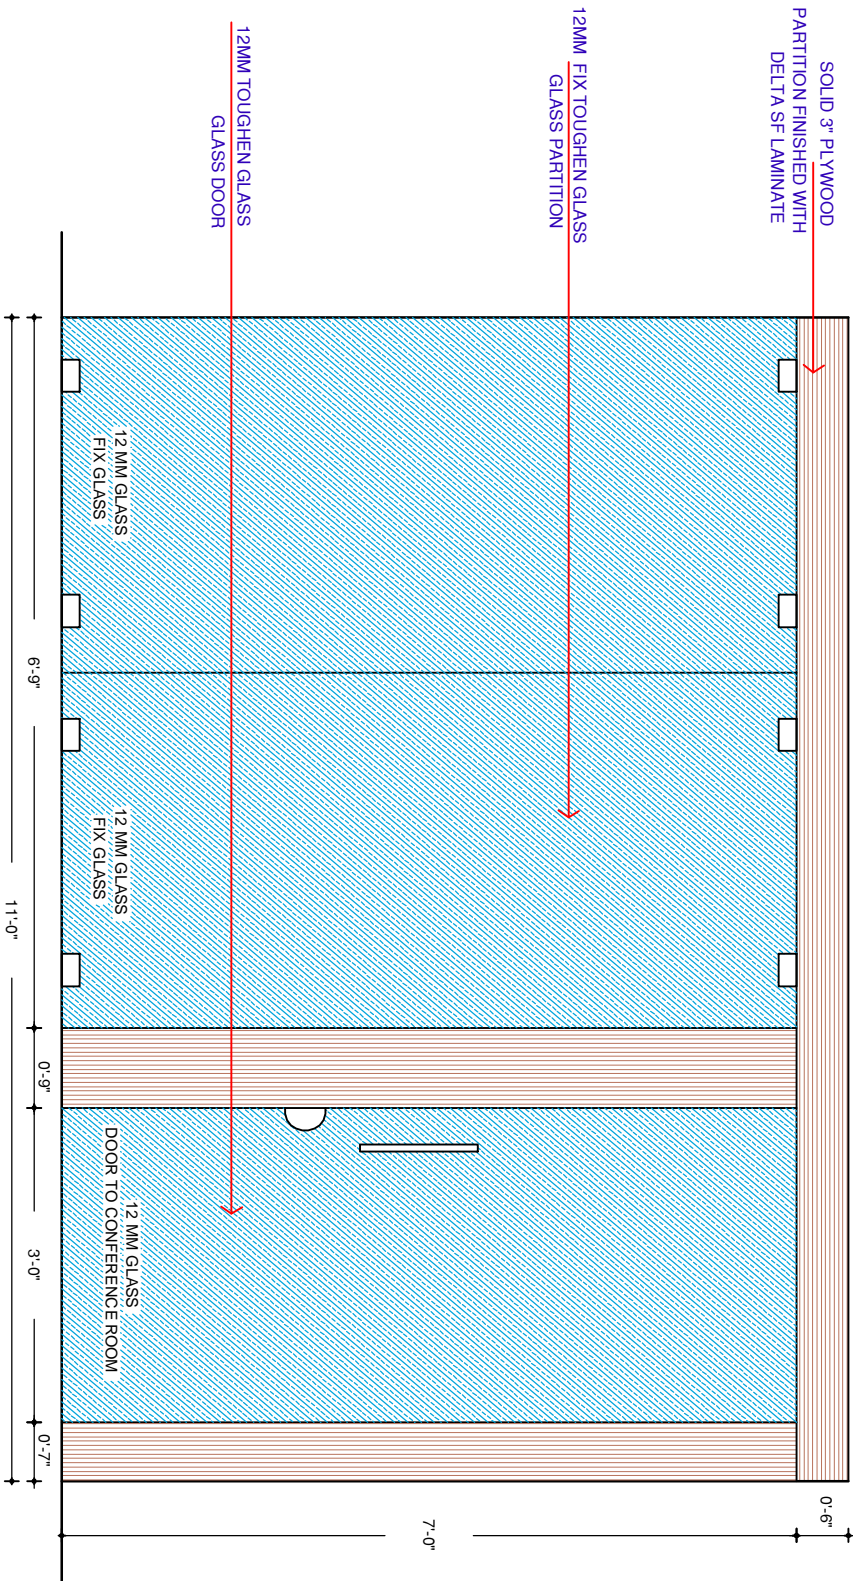 SOLID 3" PLYWOOD
PARTITION FINISHED WITH
DELTA SF LAMINATE
12MM  FIX TOUGHEN GLASS
GLASS PARTITION
12MM TOUGHEN GLASS
GLASS DOOR
12 MM GLASS
FIX GLASS
12 MM GLASS
FIX GLASS
12 MM GLASS
DOOR TO CONFERENCE ROOM
0'-6"
7'-0"
6'-9"
0'-9"
3'-0"
0'-7"
11'-0"